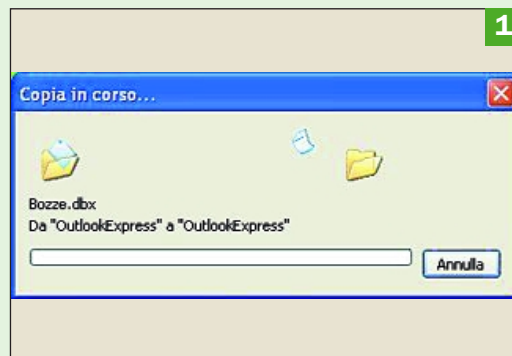 1
Copia in corso...
Bozze.dbx
Da "OutlookExpress" a "OutlookExpress"
Annulla